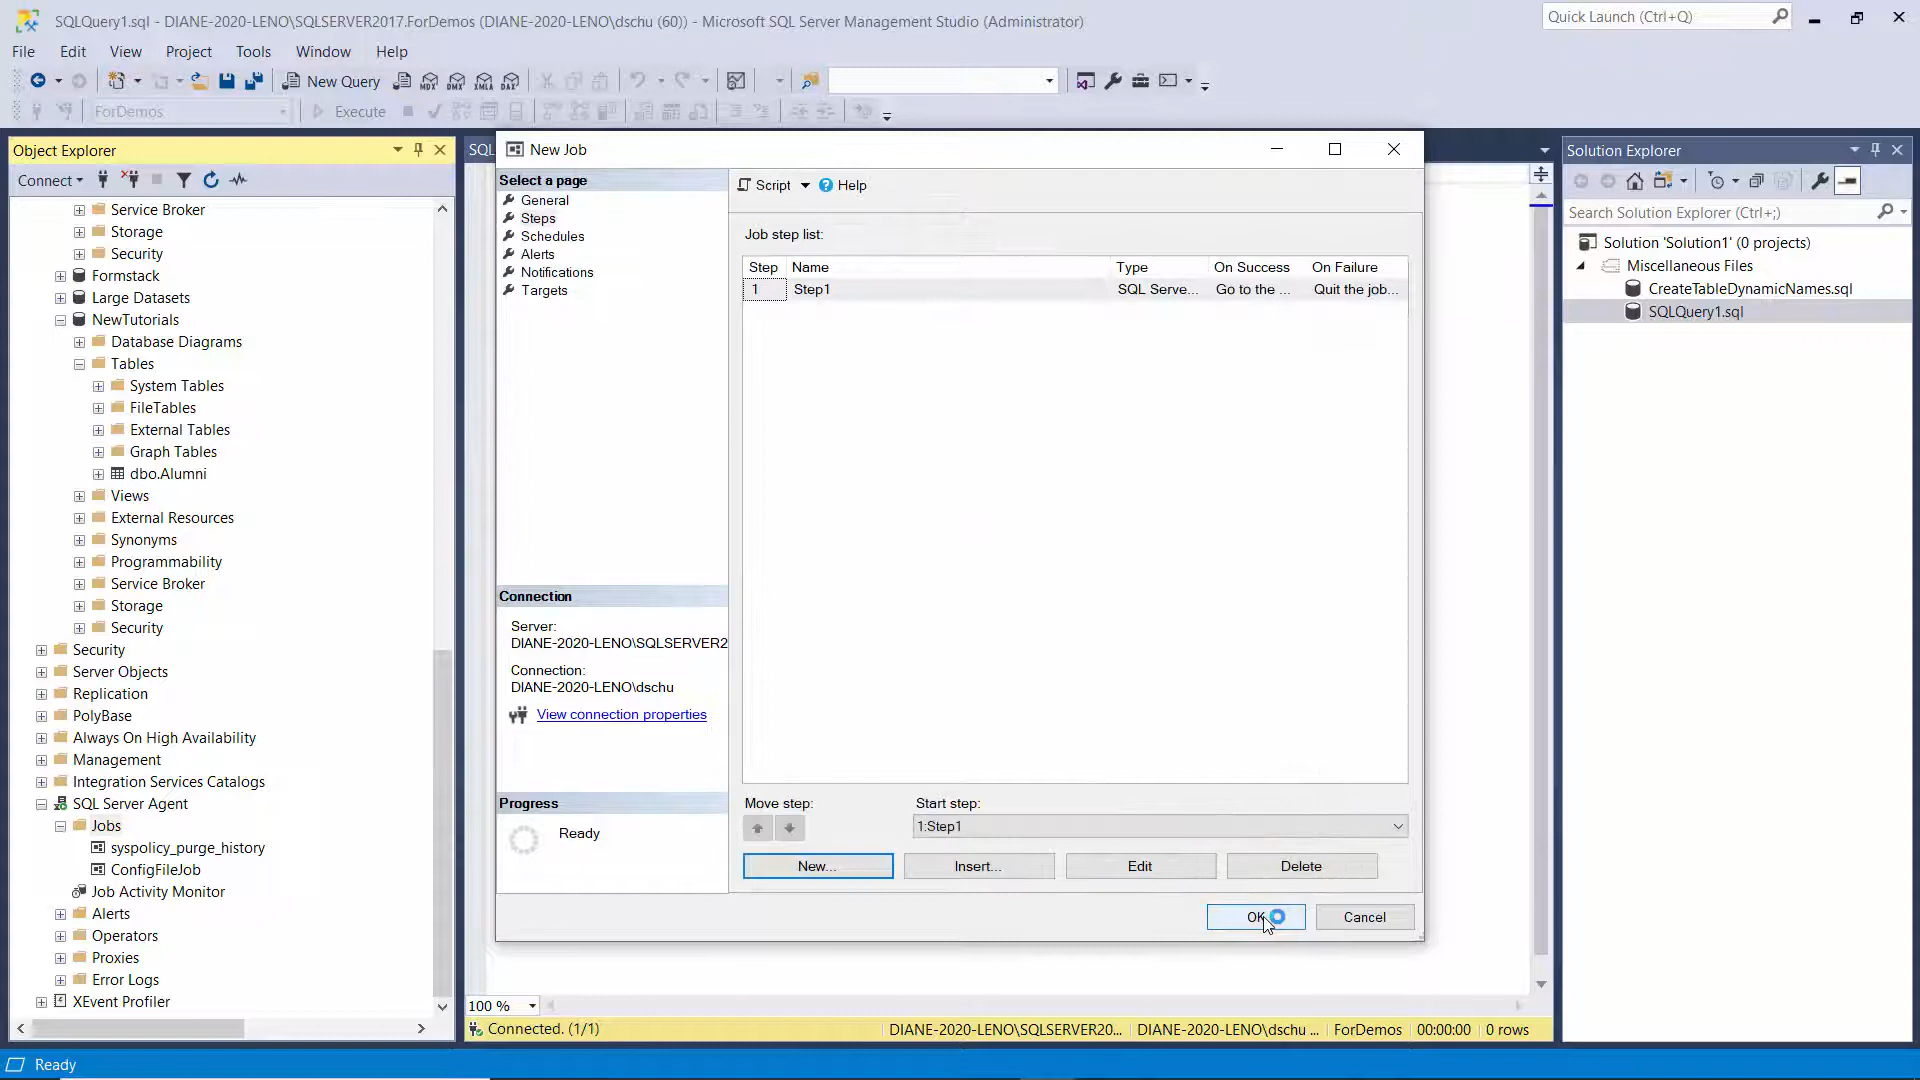 SQLQuery1.sql - DIANE-2020-LENO\SQLSERVER2017.ForDemos (DIANE-2020-LENO\dschu (60)) - Microsoft SQL Server Management Studio (Administrator)
Quick Launch (Ctrl+Q)
File Edit View Project Tools Window Help
New Query MDX DMX XMLA DAX
ForDemos Execute
Object Explorer
Connect
Service Broker
Storage
Security
Formstack
Large Datasets
NewTutorials
Database Diagrams
Tables
System Tables
FileTables
External Tables
Graph Tables
dbo.Alumni
Views
External Resources
Synonyms
Programmability
Service Broker
Storage
Security
Security
Server Objects
Replication
PolyBase
Always On High Availability
Management
Integration Services Catalogs
SQL Server Agent
Jobs
syspolicy_purge_history
ConfigFileJob
Job Activity Monitor
Alerts
Operators
Proxies
Error Logs
XEvent Profiler
SQL
New Job
Select a page
General
Steps
Schedules
Alerts
Notifications
Targets
Connection
Server:
DIANE-2020-LENO\SQLSERVER2
Connection:
DIANE-2020-LENO\dschu
View connection properties
Progress
Ready
Script Help
Job step list:
Step Name Type On Success On Failure
1 Step1 SQL Serve... Go to the ... Quit the job...
Move step: Start step:
1:Step1
New... Insert... Edit Delete
OK Cancel
100 %
Connected. (1/1) DIANE-2020-LENO\SQLSERVER20... DIANE-2020-LENO\dschu ... ForDemos 00:00:00 0 rows
Solution Explorer
Search Solution Explorer (Ctrl+;)
Solution 'Solution1' (0 projects)
Miscellaneous Files
CreateTableDynamicNames.sql
SQLQuery1.sql
Ready